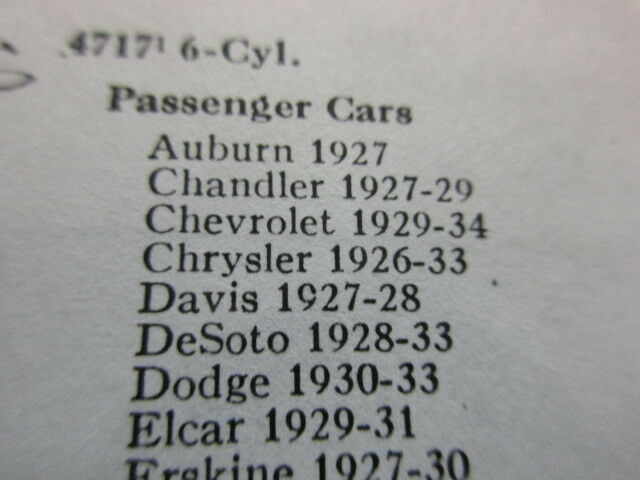 4717¹ 6-Cyl.
Passenger Cars
Auburn 1927
Chandler 1927-29
Chevrolet 1929-34
Chrysler 1926-33
Davis 1927-28
DeSoto 1928-33
Dodge 1930-33
Elcar 1929-31
Erskine 1927-30